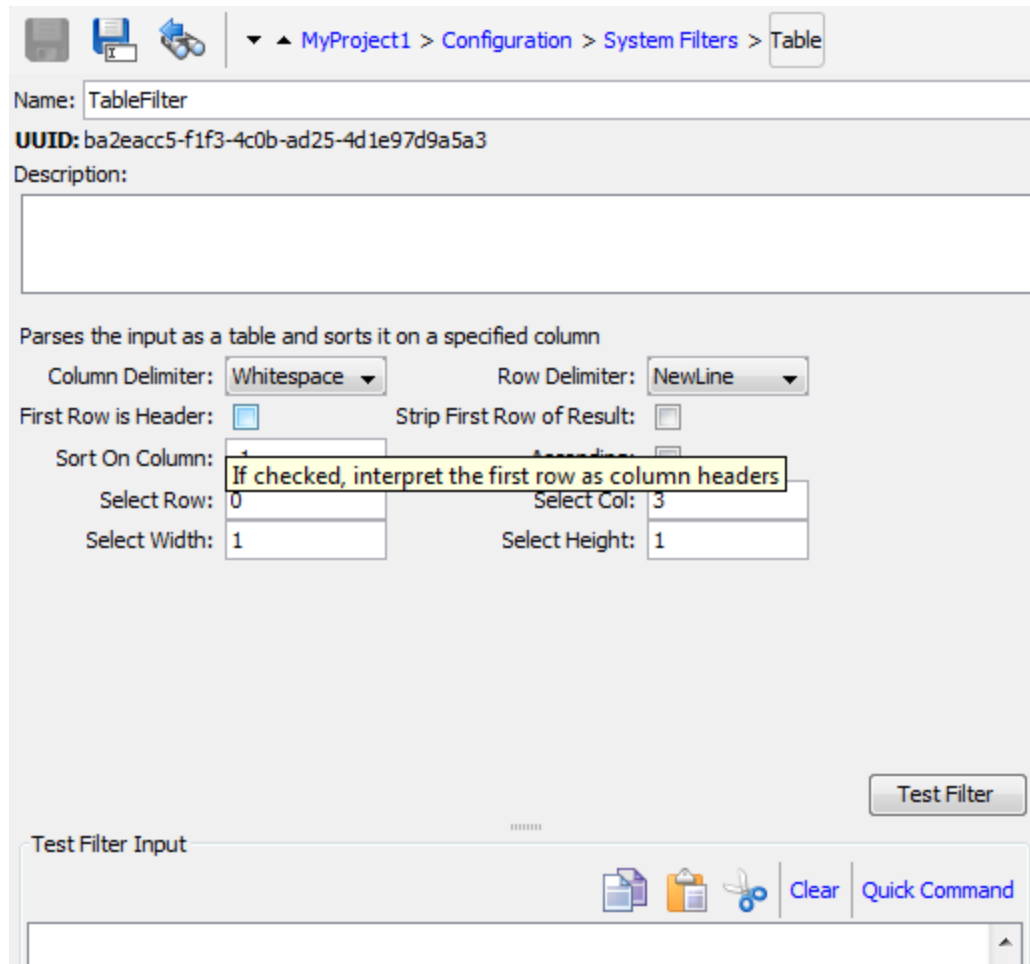 MyProject1 > Configuration > System Filters > Table
Name: TableFilter
UUID: ba2eacc5-f1f3-4c0b-ad25-4d1e97d9a5a3
Description:
Parses the input as a table and sorts it on a specified column
Column Delimiter: Whitespace Row Delimiter: NewLine
First Row is Header: Strip First Row of Result:
Sort On Column:
If checked, interpret the first row as column headers
Select Row: 0 Select Col: 3
Select Width: 1 Select Height: 1
Test Filter
Test Filter Input
Clear Quick Command